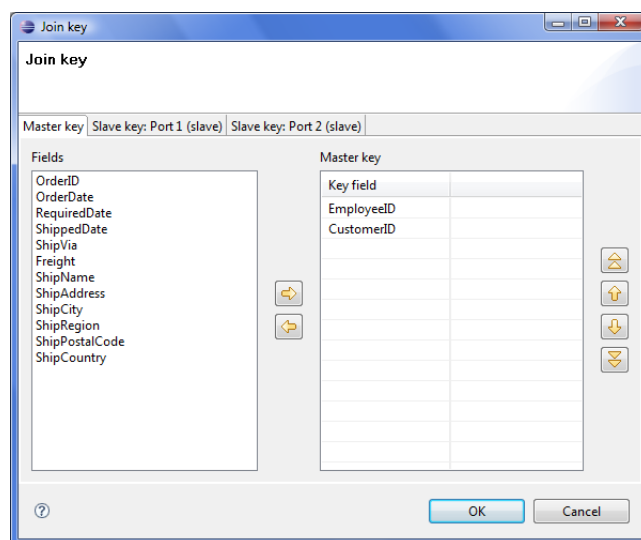 Join key
Join key
Master key Slave key: Port 1 (slave) Slave key: Port 2 (slave)
Fields
OrderID
OrderDate
RequiredDate
ShippedDate
ShipVia
Freight
ShipName
ShipAddress
ShipCity
ShipRegion
ShipPostalCode
ShipCountry
Master key
Key field
EmployeeID
CustomerID
OK Cancel